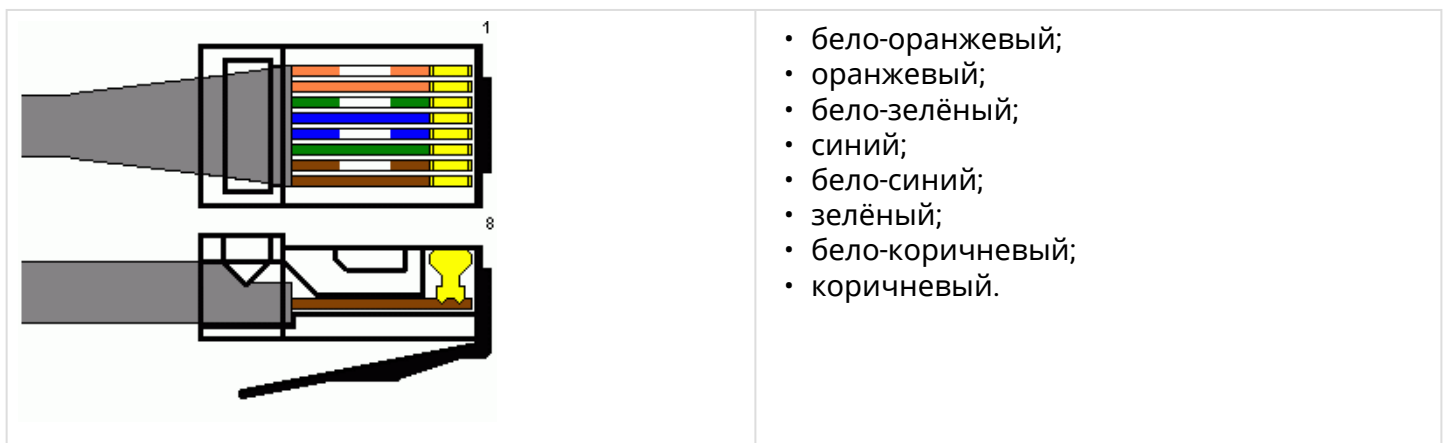 1
8
• бело-оранжевый;
• оранжевый;
• бело-зелёный;
• синий;
• бело-синий;
• зелёный;
• бело-коричневый;
• коричневый.